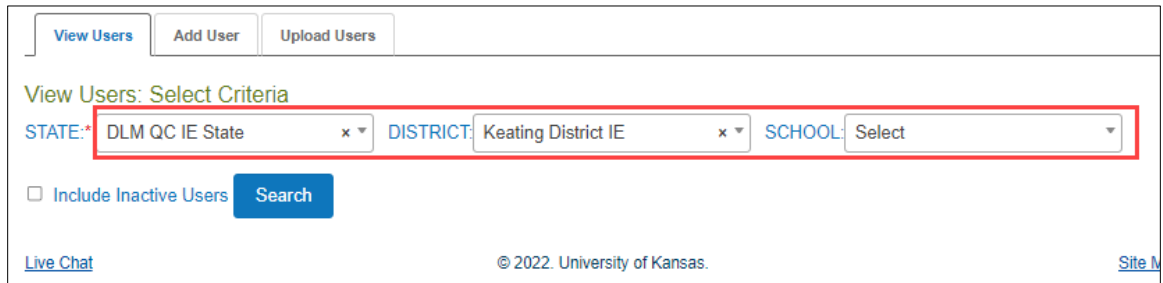 View Users Add User Upload Users
View Users: Select Criteria
STATE:* DLM QC IE State × DISTRICT: Keating District IE × SCHOOL: Select
Include Inactive Users Search
Live Chat © 2022. University of Kansas. Site